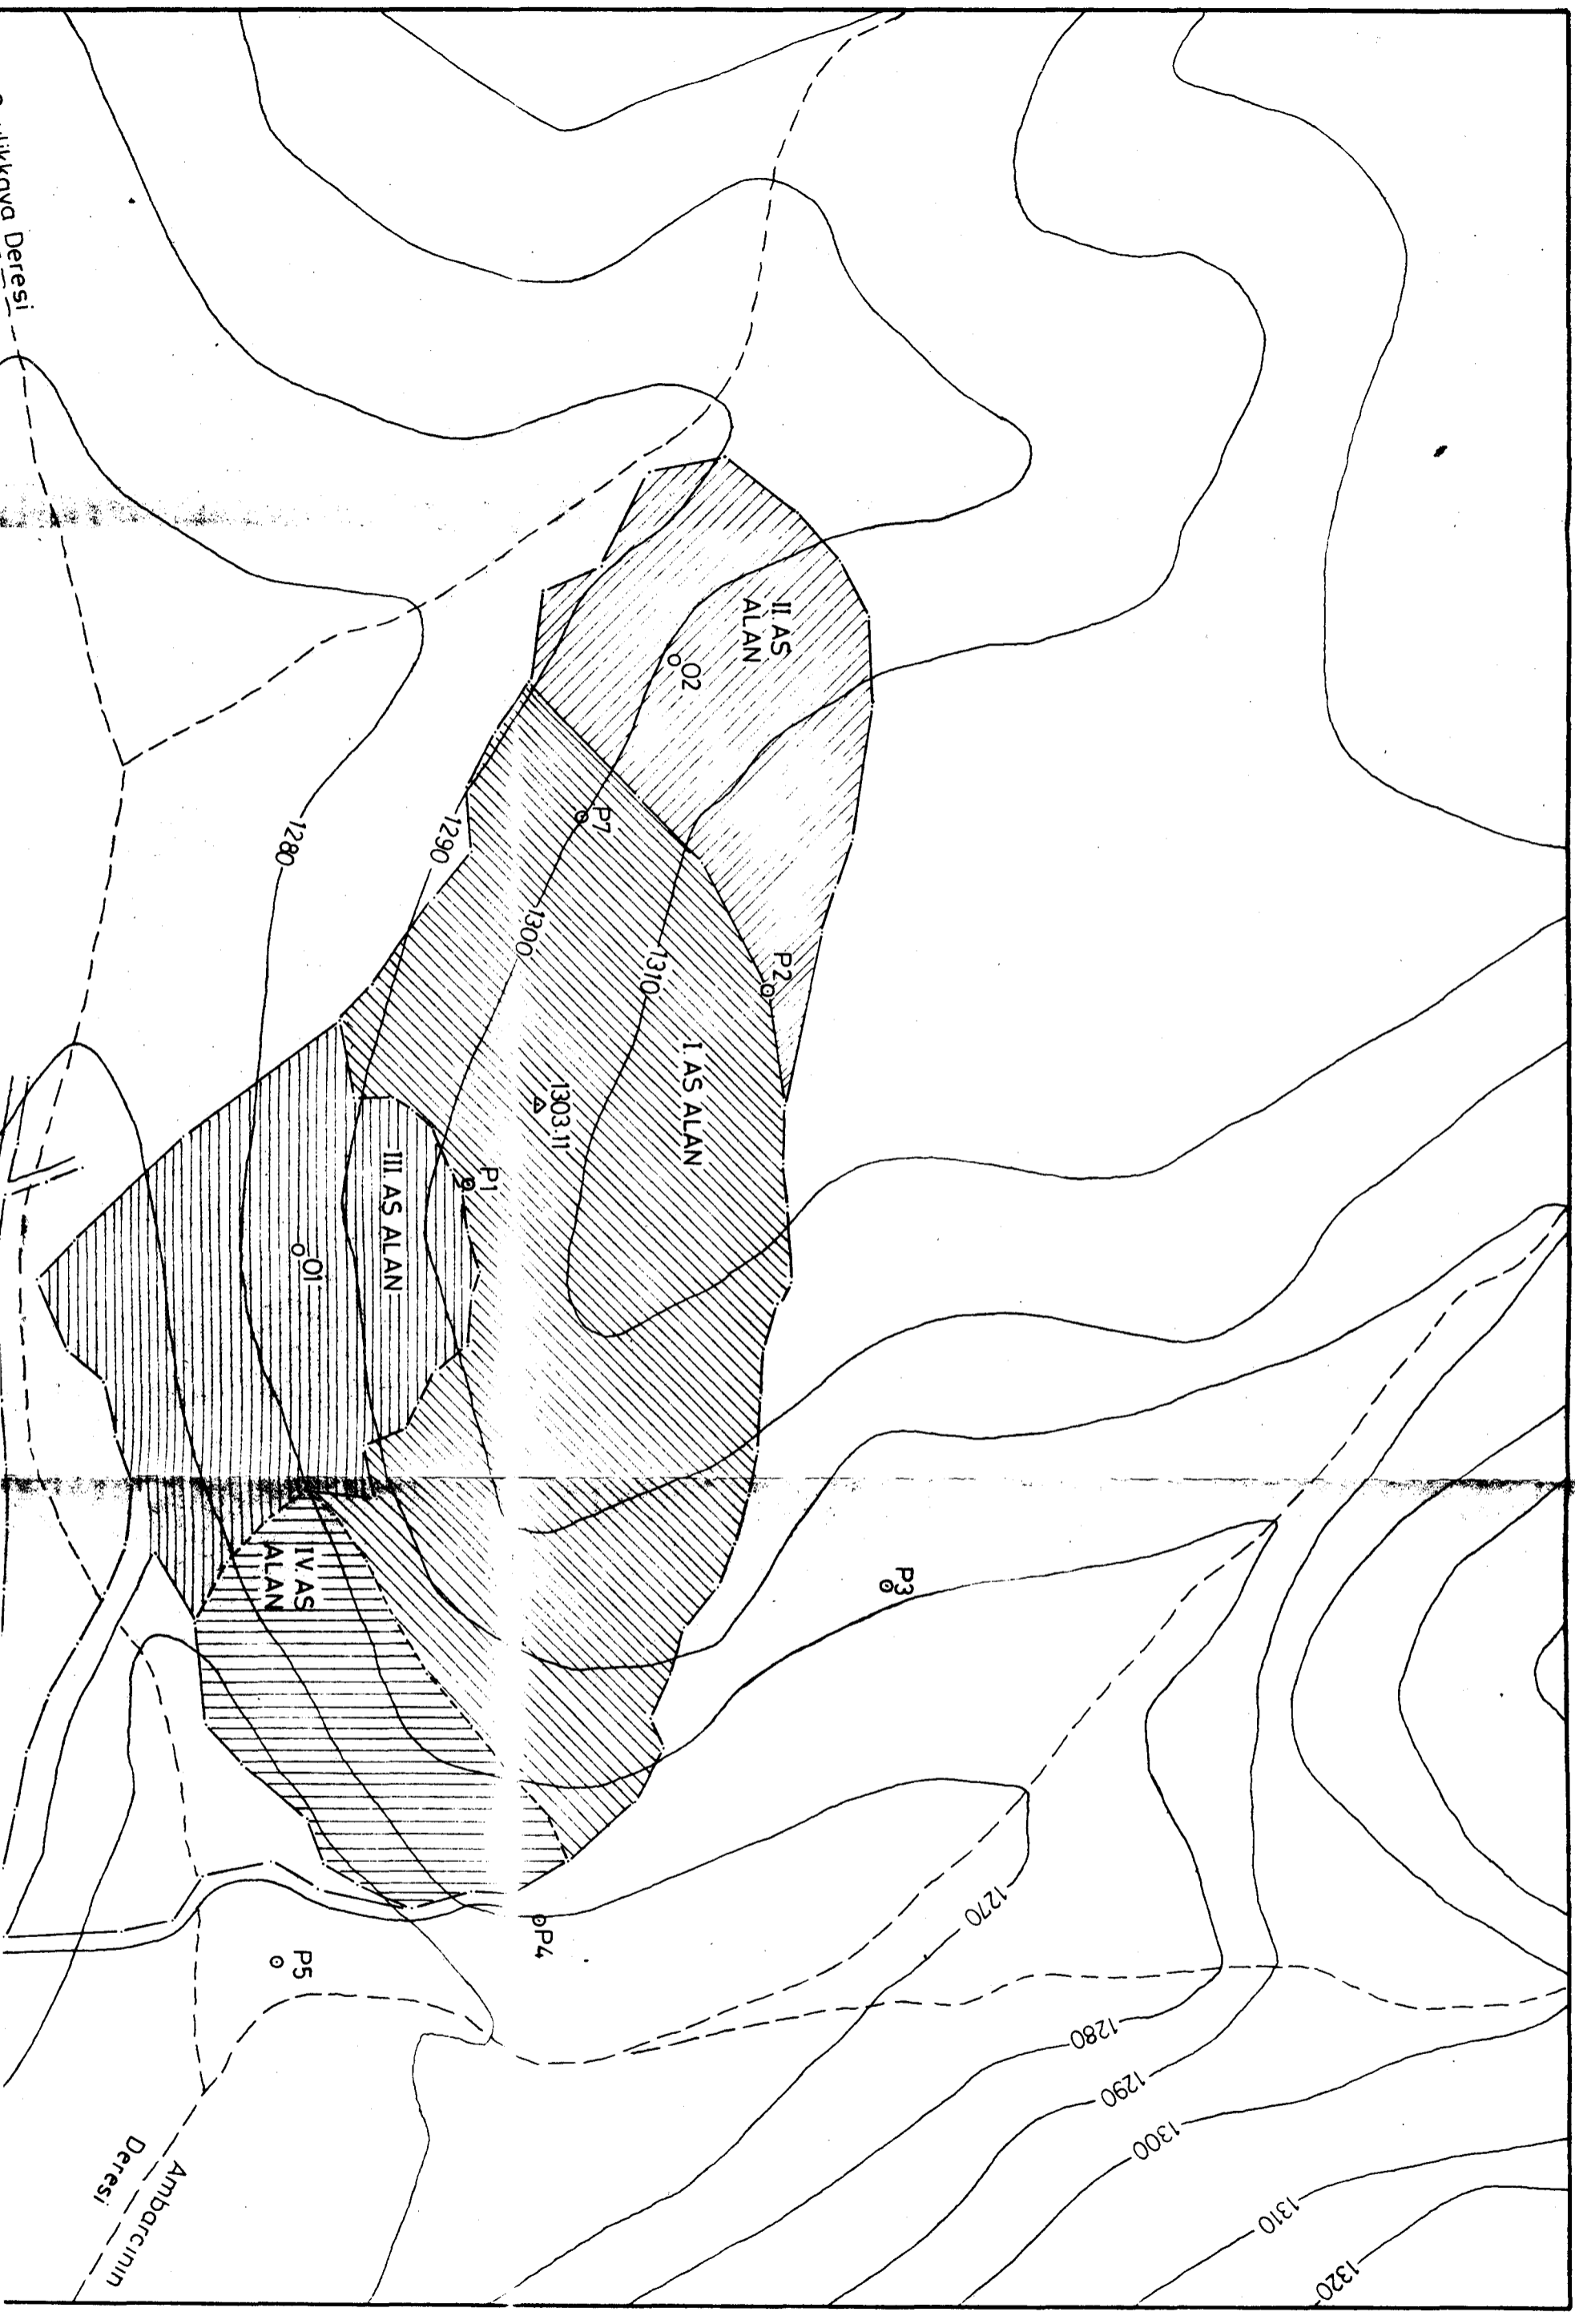 Deresi
II. AS
ALAN
O2
P7
1280
1290
1300
1310
P2
I. AS ALAN
1303.11
P1
III. AS ALAN
O1
IV. AS
ALAN
P3
P4
P5
1270
1280
1290
1300
1310
1320
Ambarcının
Deresi